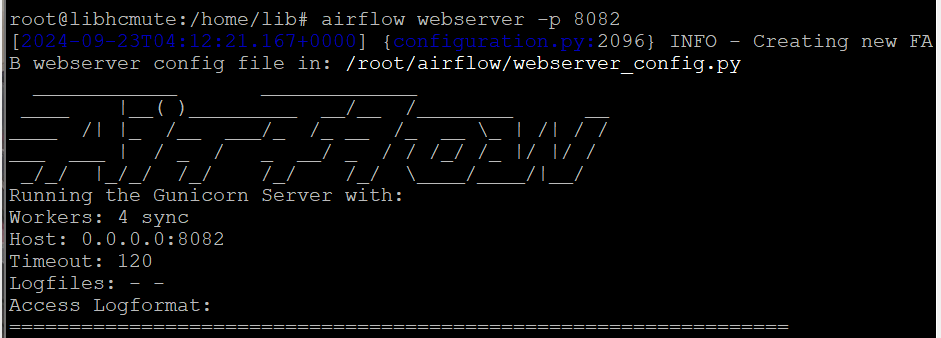 root@libhcmute:/home/lib# airflow webserver -p 8082
[2024-09-23T04:12:21.167+0000] {configuration.py:2096} INFO - Creating new FA
B webserver config file in: /root/airflow/webserver_config.py
  ____________       _____________
 ____    |__( )_________  __/__  /________      __
____  /| |_  /__  ___/_  /_ __  /_  __ \_ | /| / /
___  ___ |  / _  /   _  __/ _  / / /_/ /_ |/ |/ /
 _/_/  |_/_/  /_/    /_/    /_/  \____/____/|__/
Running the Gunicorn Server with:
Workers: 4 sync
Host: 0.0.0.0:8082
Timeout: 120
Logfiles: - -
Access Logformat:
=================================================================